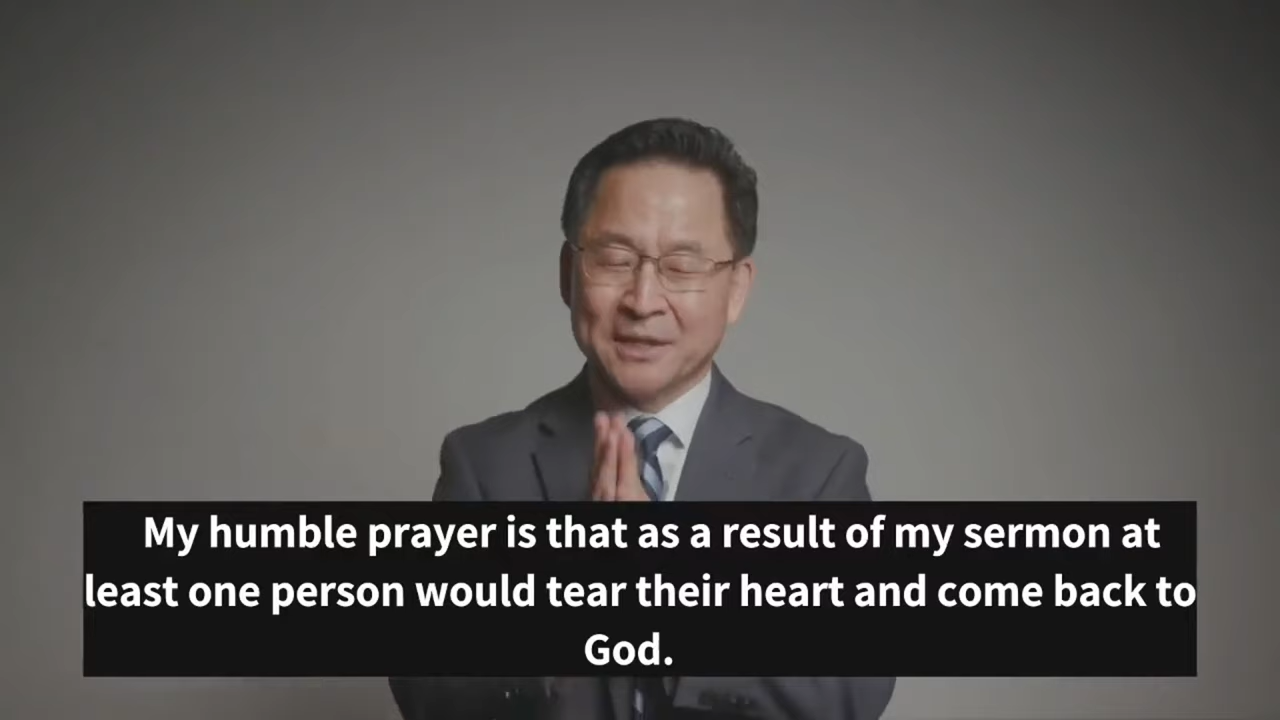 My humble prayer is that as a result of my sermon at
least one person would tear their heart and come back to
God.